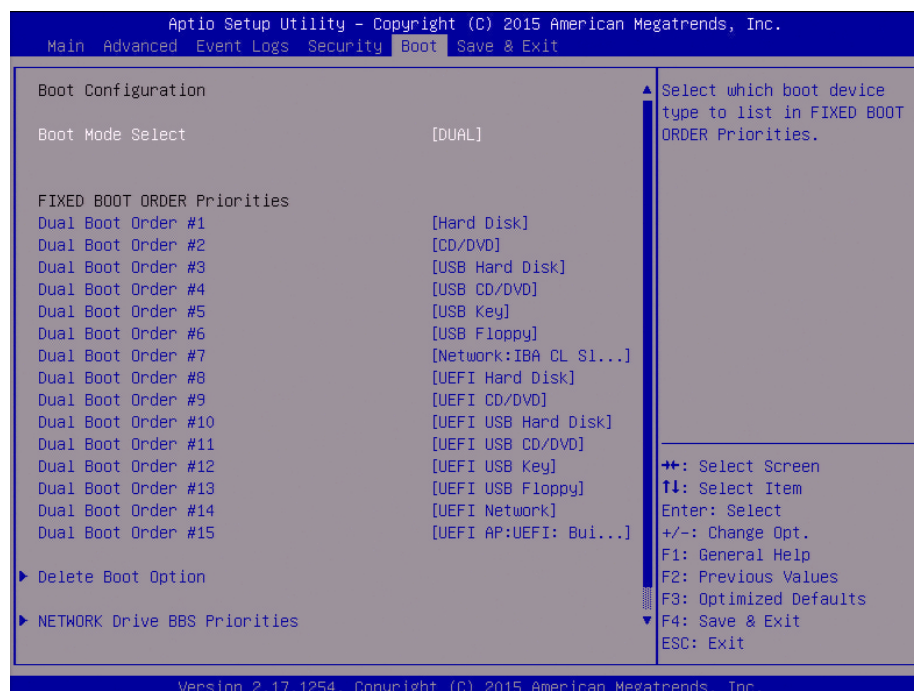 Aptio Setup Utility – Copyright (C) 2015 American Megatrends, Inc.
Main Advanced Event Logs Security Boot Save & Exit
Boot Configuration
Boot Mode Select [DUAL]
FIXED BOOT ORDER Priorities
Dual Boot Order #1 [Hard Disk]
Dual Boot Order #2 [CD/DVD]
Dual Boot Order #3 [USB Hard Disk]
Dual Boot Order #4 [USB CD/DVD]
Dual Boot Order #5 [USB Key]
Dual Boot Order #6 [USB Floppy]
Dual Boot Order #7 [Network:IBA CL Sl...]
Dual Boot Order #8 [UEFI Hard Disk]
Dual Boot Order #9 [UEFI CD/DVD]
Dual Boot Order #10 [UEFI USB Hard Disk]
Dual Boot Order #11 [UEFI USB CD/DVD]
Dual Boot Order #12 [UEFI USB Key]
Dual Boot Order #13 [UEFI USB Floppy]
Dual Boot Order #14 [UEFI Network]
Dual Boot Order #15 [UEFI AP:UEFI: Bui...]
Delete Boot Option
NETWORK Drive BBS Priorities
Select which boot device
type to list in FIXED BOOT
ORDER Priorities.
→←: Select Screen
↑↓: Select Item
Enter: Select
+/-: Change Opt.
F1: General Help
F2: Previous Values
F3: Optimized Defaults
F4: Save & Exit
ESC: Exit
Version 2.17.1254. Copyright (C) 2015 American Megatrends, Inc.